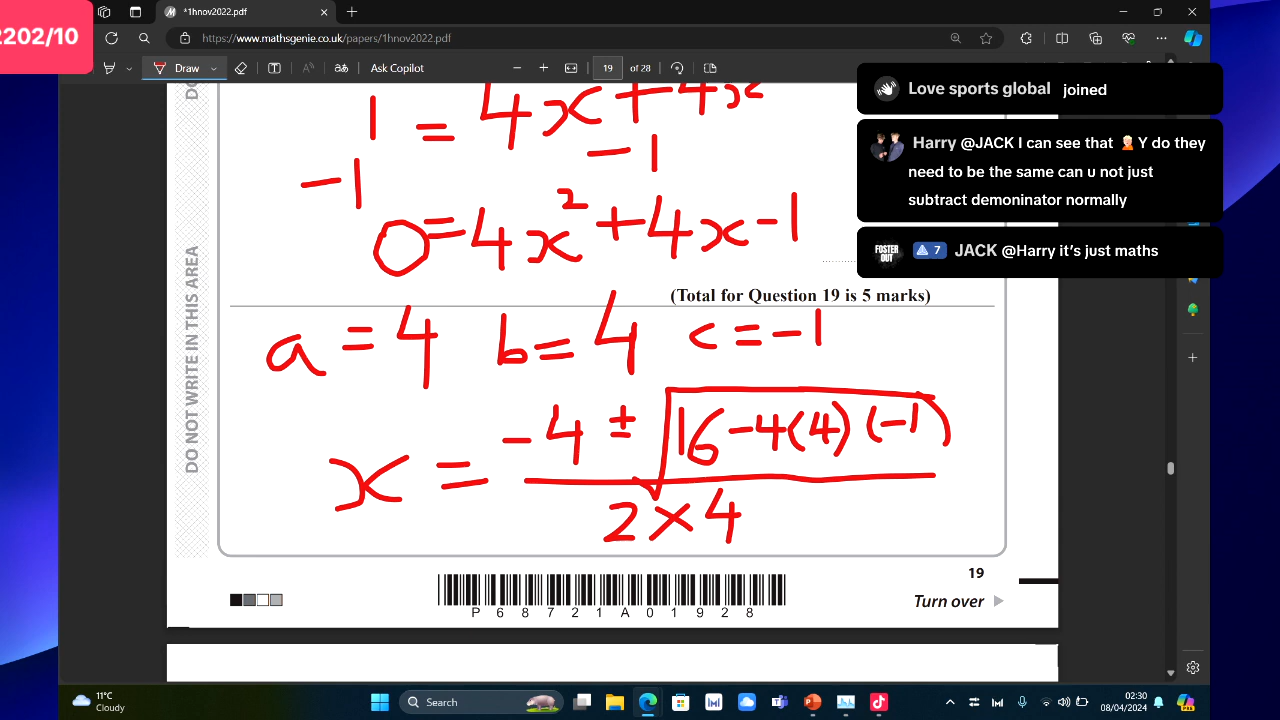 2202/10
*1hnov2022.pdf
https://www.mathsgenie.co.uk/papers/1hnov2022.pdf
Draw
Ask Copilot
19 of 28
1 = 4x + 4x²
-1 -1
0 = 4x² + 4x - 1
Love sports global joined
Harry @JACK I can see that 🤦🏻Y do they
need to be the same can u not just
subtract demoninator normally
FOSTER OUT
7 JACK @Harry it's just maths
(Total for Question 19 is 5 marks)
DO NOT WRITE IN THIS AREA
a = 4 b = 4 c = -1
x = -4 ± √16-4(4)(-1)
2 × 4
19
P 6 8 7 2 1 A 0 1 9 2 8
Turn over
11°C
Cloudy
Search
02:30
08/04/2024